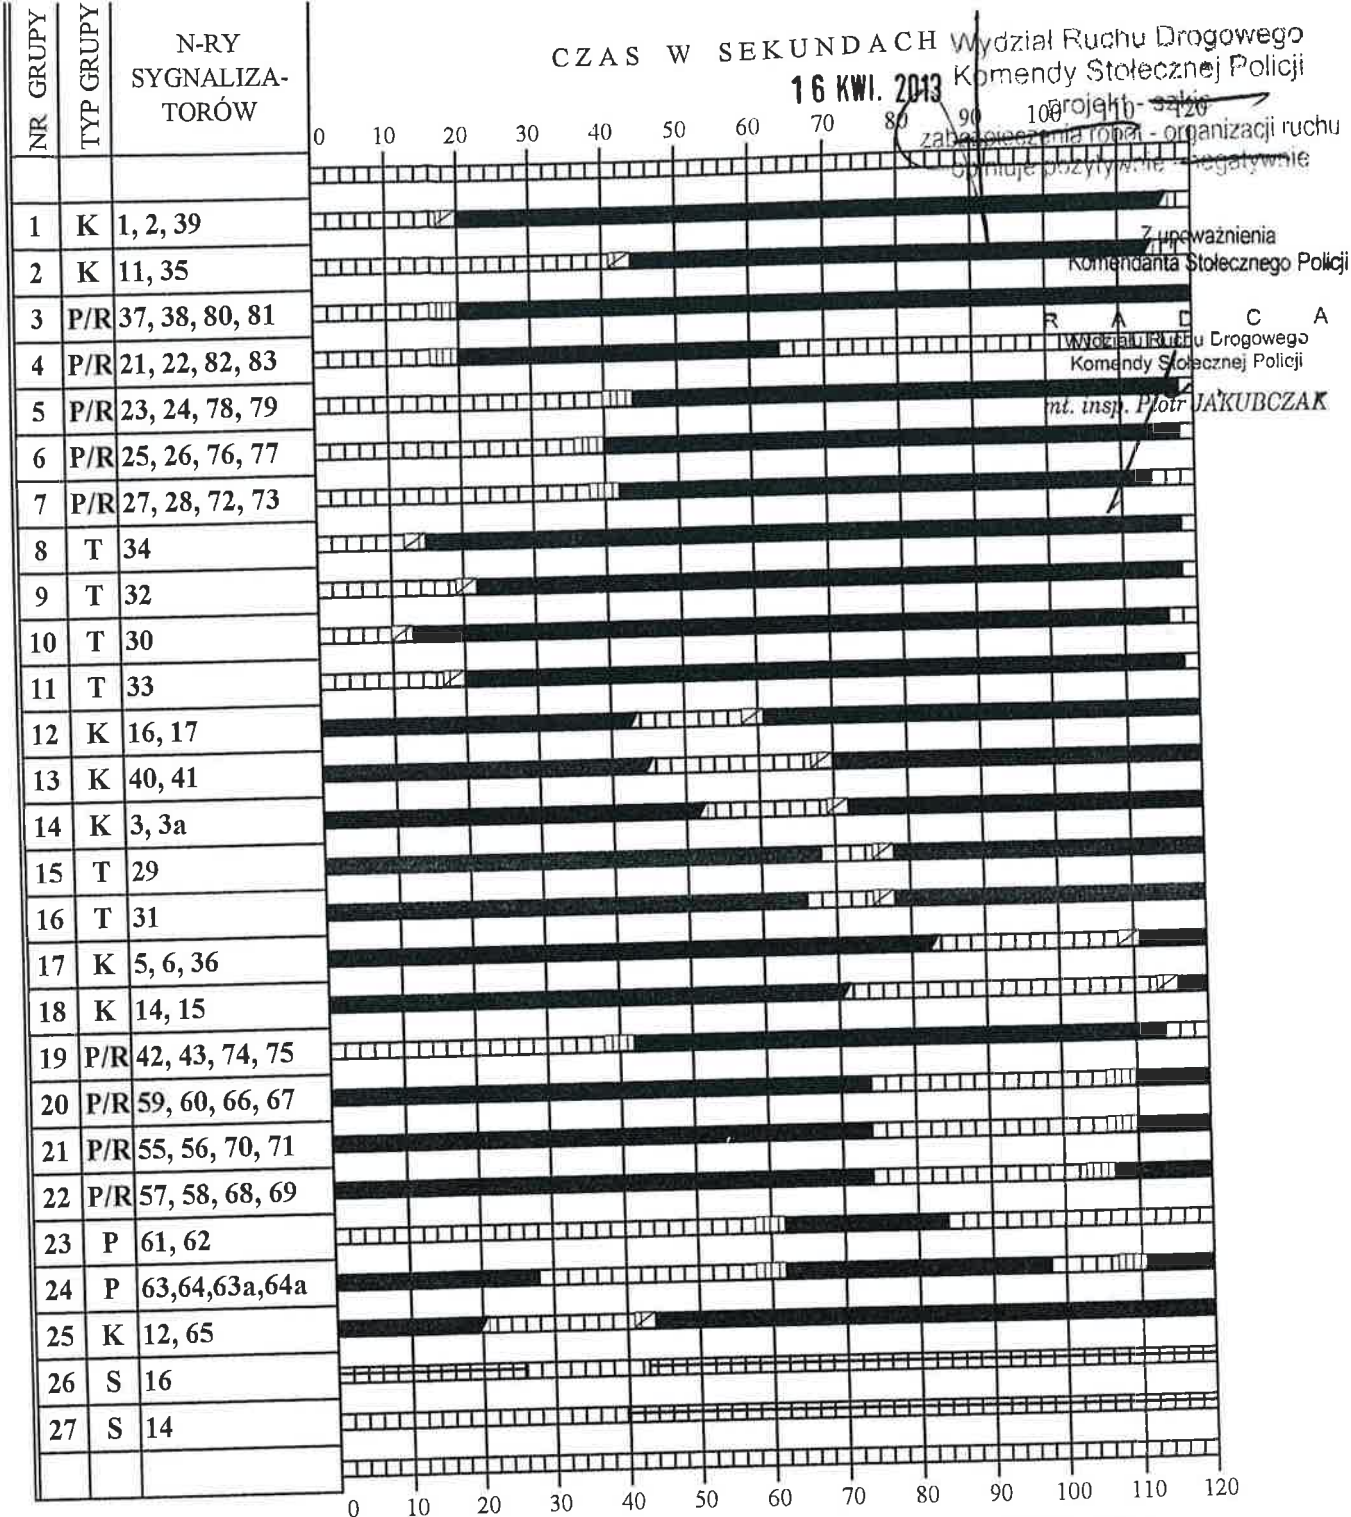 NR GRUPY
TYP GRUPY
N-RY
SYGNALIZA-
TORÓW
CZAS W SEKUNDACH
Wydział Ruchu Drogowego
16 KWI. 2013
Komendy Stołecznej Policji
projekt - szkic
0 10 20 30 40 50 60 70 80 90 100 110 120
zabezpieczenia robót - organizacji ruchu
opiniuje pozytywnie - negatywnie
1 K 1, 2, 39
Z upoważnienia
2 K 11, 35
Komendanta Stołecznego Policji
3 P/R 37, 38, 80, 81
R A D C A
4 P/R 21, 22, 82, 83
Wydziału Ruchu Drogowego
Komendy Stołecznej Policji
5 P/R 23, 24, 78, 79
insp. Piotr JAKUBCZAK
6 P/R 25, 26, 76, 77
7 P/R 27, 28, 72, 73
8 T 34
9 T 32
10 T 30
11 T 33
12 K 16, 17
13 K 40, 41
14 K 3, 3a
15 T 29
16 T 31
17 K 5, 6, 36
18 K 14, 15
19 P/R 42, 43, 74, 75
20 P/R 59, 60, 66, 67
21 P/R 55, 56, 70, 71
22 P/R 57, 58, 68, 69
23 P 61, 62
24 P 63,64,63a,64a
25 K 12, 65
26 S 16
27 S 14
0 10 20 30 40 50 60 70 80 90 100 110 120